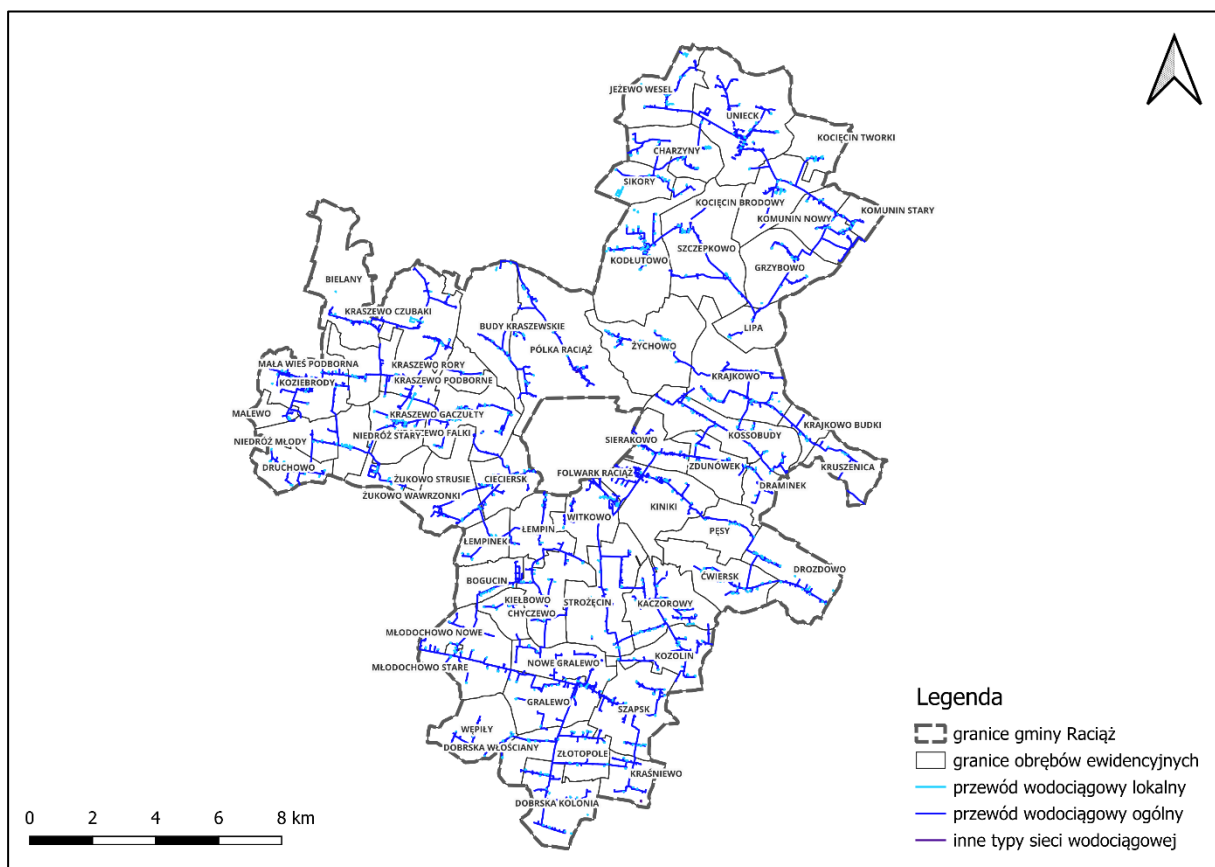 JEŻEWO WESEL
UNIECK
KOCIĘCIN TWORKI
CHARZYNY
SIKORY
KOCIĘCIN BRODOWY
KOMUNIN STARY
KOMUNIN NOWY
SZCZEPKOWO
KODŁUTOWO
GRZYBOWO
BIELANY
KRASZEWO CZUBAKI
BUDY KRASZEWSKIE
LIPA
PÓŁKA RACIĄŻ
ŻYCHOWO
MAŁA WIEŚ PODBORNA
KRASZEWO RORY
KRAJKOWO
KOZIEBRODY
KRASZEWO PODBORNE
MALEWO
KRASZEWO GACZUŁTY
KRAJKOWO BUDKI
NIEDRÓŻ MŁODY
NIEDRÓŻ STARY
ZEWO FALKI
SIERAKOWO
KOSSOBUDY
DRUCHOWO
ZDUNÓWEK
KRUSZENICA
ŻUKOWO STRUSIE
CIECIERSK
FOLWARK RACIĄŻ
DRAMINEK
ŻUKOWO WAWRZONKI
KINIKI
WITKOWO
ŁEMPIN
PĘSY
ŁEMPINEK
DROZDOWO
BOGUCIN
ĆWIERSK
KIEŁBOWO
STROŻĘCIN
KACZOROWY
CHYCZEWO
MŁODOCHOWO NOWE
NOWE GRALEWO
KOZOLIN
MŁODOCHOWO STARE
GRALEWO
SZAPSK
WĘPIŁY
DOBRSKA WŁOŚCIANY
ZŁOTOPOLE
KRAŚNIEWO
DOBRSKA KOLONIA
Legenda
granice gminy Raciąż
granice obrębów ewidencyjnych
przewód wodociągowy lokalny
przewód wodociągowy ogólny
inne typy sieci wodociągowej
0 2 4 6 8 km